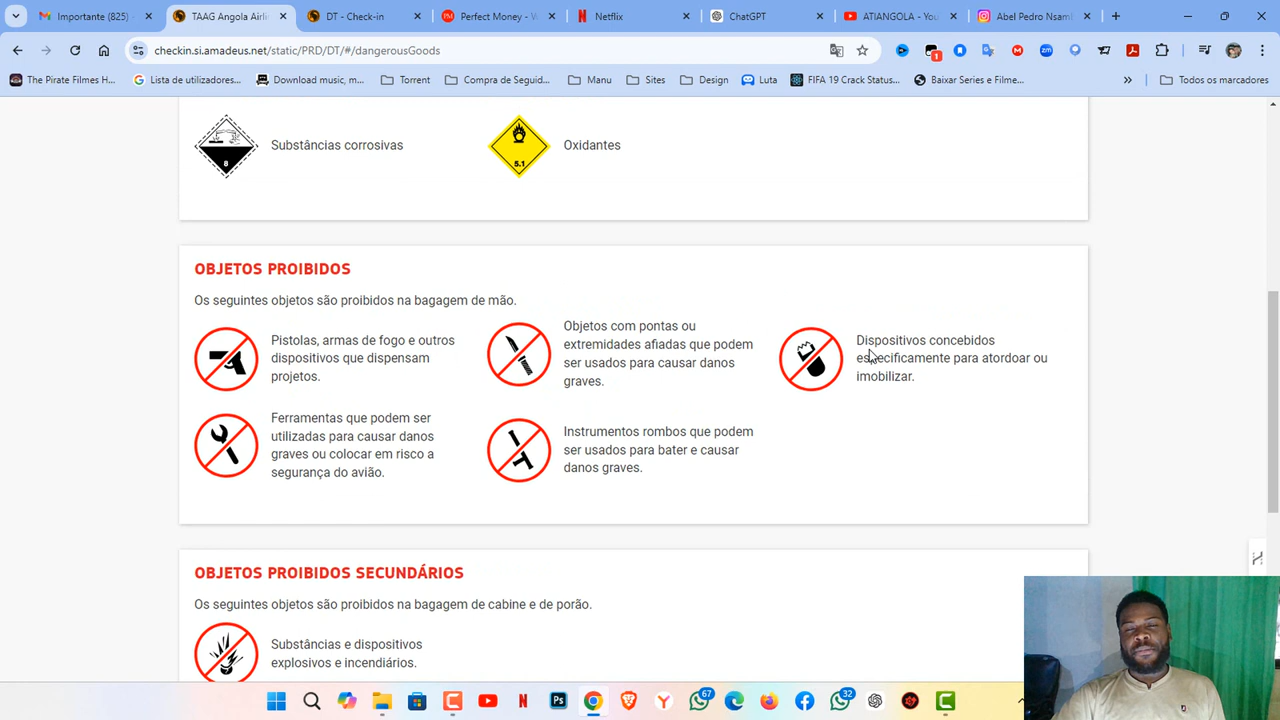 Importante (825)
TAAG Angola Airli
DT - Check-in
Perfect Money - W
Netflix
ChatGPT
ATIANGOLA - You
Abel Pedro Nsamb
checkin.si.amadeus.net/static/PRD/DT/#/dangerousGoods
1
The Pirate Filmes H...
Lista de utilizadores...
Download music, m...
Torrent
Compra de Seguid...
Manu
Sites
Design
Luta
FIFA 19 Crack Status...
Baixar Series e Filme...
Todos os marcadores
8
Substâncias corrosivas
5.1
Oxidantes
OBJETOS PROIBIDOS
Os seguintes objetos são proibidos na bagagem de mão.
Pistolas, armas de fogo e outros
dispositivos que dispensam
projetos.
Objetos com pontas ou
extremidades afiadas que podem
ser usados para causar danos
graves.
Dispositivos concebidos
especificamente para atordoar ou
imobilizar.
Ferramentas que podem ser
utilizadas para causar danos
graves ou colocar em risco a
segurança do avião.
Instrumentos rombos que podem
ser usados para bater e causar
danos graves.
OBJETOS PROIBIDOS SECUNDÁRIOS
Os seguintes objetos são proibidos na bagagem de cabine e de porão.
Substâncias e dispositivos
explosivos e incendiários.
67
32